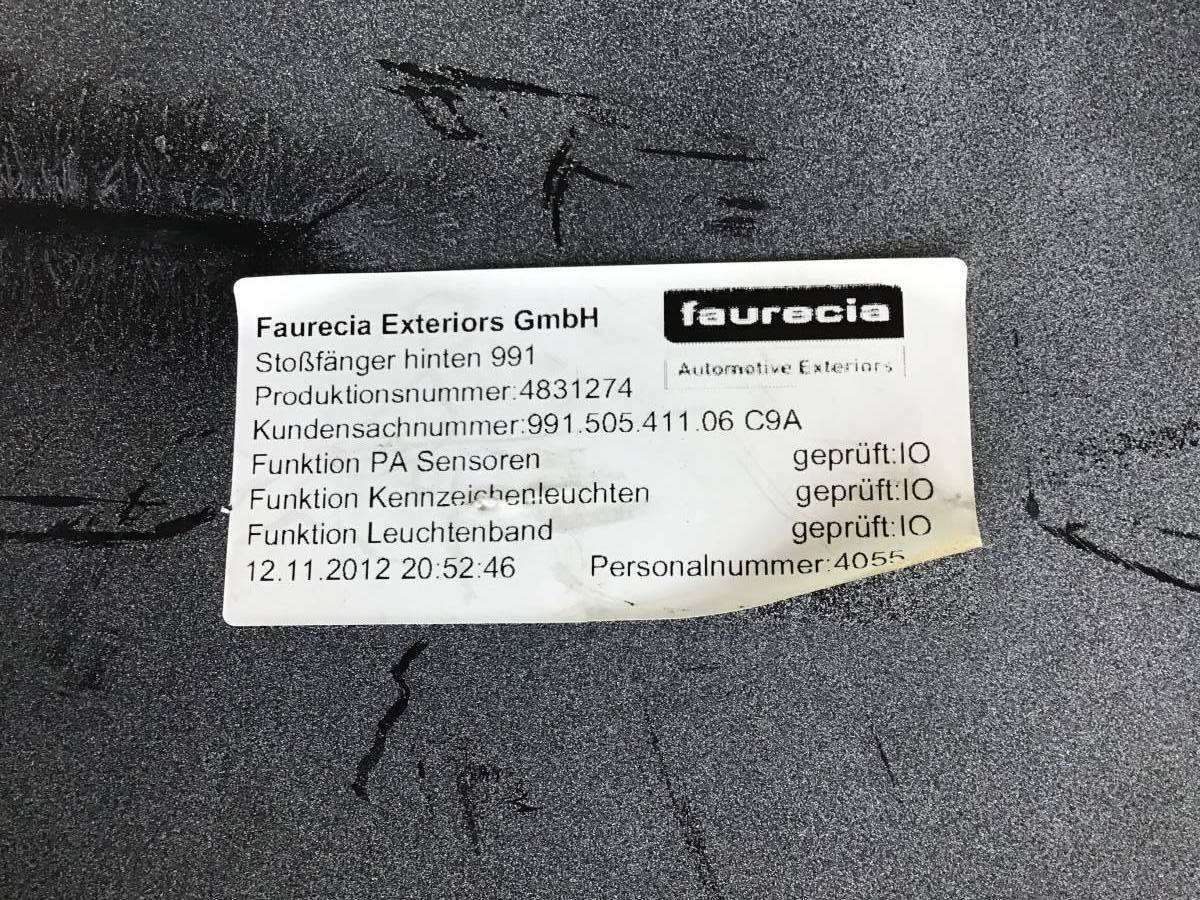 Faurecia Exteriors GmbH
faurecia
Automotive Exteriors
Stoßfänger hinten 991
Produktionsnummer:4831274
Kundensachnummer:991.505.411.06 C9A
Funktion PA Sensoren geprüft:IO
Funktion Kennzeichenleuchten geprüft:IO
Funktion Leuchtenband geprüft:IO
12.11.2012 20:52:46 Personalnummer:4055